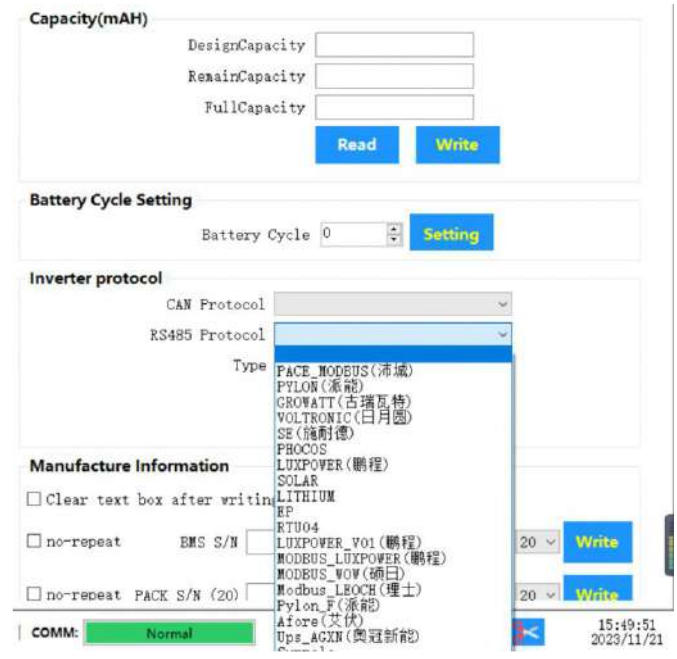 Capacity(mAH)
DesignCapacity
RemainCapacity
FullCapacity
Read Write
Battery Cycle Setting
Battery Cycle 0 Setting
Inverter protocol
CAN Protocol
RS485 Protocol
Type
PACE_MODBUS(沛城)
PYLON(派能)
GROWATT(古瑞瓦特)
VOLTRONIC(日月园)
SE(施耐德)
PHOCOS
LUXPOWER(鹏程)
SOLAR
LITHIUM
EP
RTU04
LUXPOWER_V01(鹏程)
MODBUS_LUXPOWER(鹏程)
MODBUS_WOW(硕日)
Modbus_LEOCH(理士)
Pylon_F(派能)
Afore(艾伏)
Ups_AGXN(奥冠新能)
Manufacture Information
Clear text box after writing
no-repeat BMS S/N 20 Write
no-repeat PACK S/N (20) 20 Write
COMM: Normal 15:49:51
2023/11/21